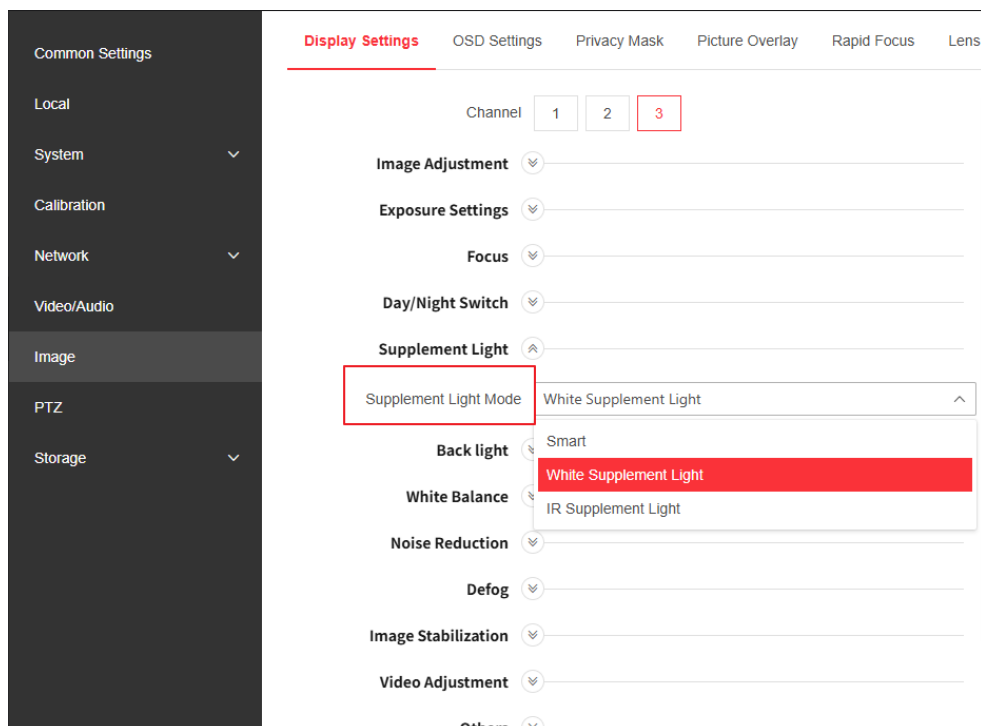 Display Settings OSD Settings Privacy Mask Picture Overlay Rapid Focus Lens
Common Settings
Local
System
Calibration
Network
Video/Audio
Image
PTZ
Storage
Channel 1 2 3
Image Adjustment
Exposure Settings
Focus
Day/Night Switch
Supplement Light
Supplement Light Mode White Supplement Light
Smart
White Supplement Light
IR Supplement Light
Back light
White Balance
Noise Reduction
Defog
Image Stabilization
Video Adjustment
Others